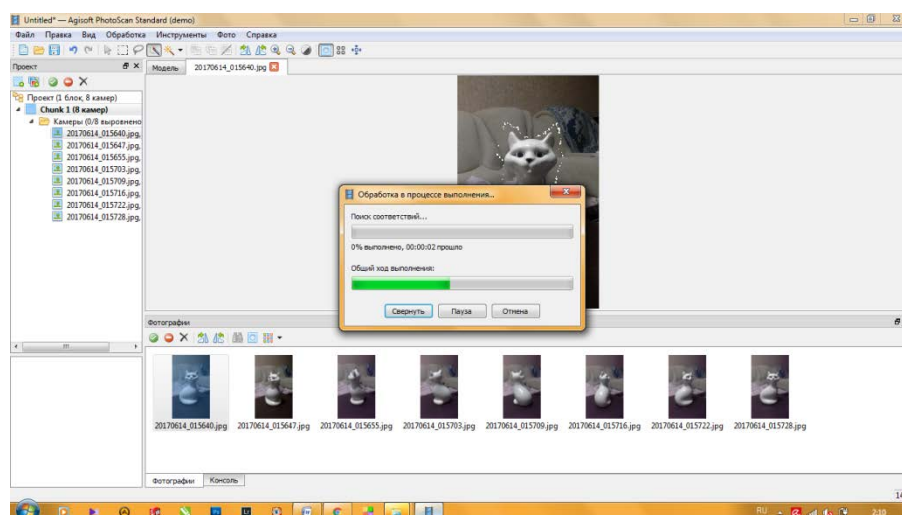 Untitled* — Agisoft PhotoScan Standard (demo)
Файл Правка Вид Обработка Инструменты Фото Справка
Проект
Модель 20170614_015640.jpg
Проект (1 блок, 8 камер)
Chunk 1 (8 камер)
Камеры (0/8 выровнено
20170614_015640.jpg,
20170614_015647.jpg,
20170614_015655.jpg,
20170614_015703.jpg,
20170614_015709.jpg,
20170614_015716.jpg,
20170614_015722.jpg,
20170614_015728.jpg,
Обработка в процессе выполнения...
Поиск соответствий...
0% выполнено, 00:00:02 прошло
Общий ход выполнения:
Свернуть Пауза Отмена
Фотографии
20170614_015640.jpg 20170614_015647.jpg 20170614_015655.jpg 20170614_015703.jpg 20170614_015709.jpg 20170614_015716.jpg 20170614_015722.jpg 20170614_015728.jpg
Фотографии Консоль
14
RU 2:10